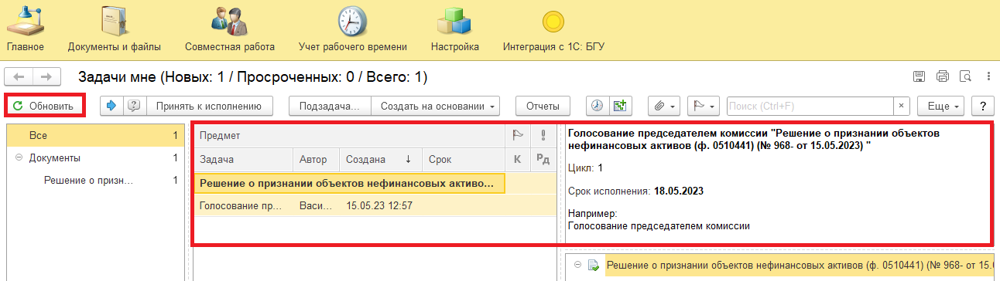 Главное Документы и файлы Совместная работа Учет рабочего времени Настройка Интеграция с 1С: БГУ
Задачи мне (Новых: 1 / Просроченных: 0 / Всего: 1)
Обновить Принять к исполнению Подзадача... Создать на основании Отчеты Поиск (Ctrl+F) × Еще ?
Все 1
Документы 1
Решение о призн... 1
Предмет
Задача Автор Создана ↓ Срок К Рд
Решение о признании объектов нефинансовых активо...
Голосование пр... Васи... 15.05.23 12:57
Голосование председателем комиссии "Решение о признании объектов
нефинансовых активов (ф. 0510441) (№ 968- от 15.05.2023) "
Цикл: 1
Срок исполнения: 18.05.2023
Например:
Голосование председателем комиссии
Решение о признании объектов нефинансовых активов (ф. 0510441) (№ 968- от 15.0